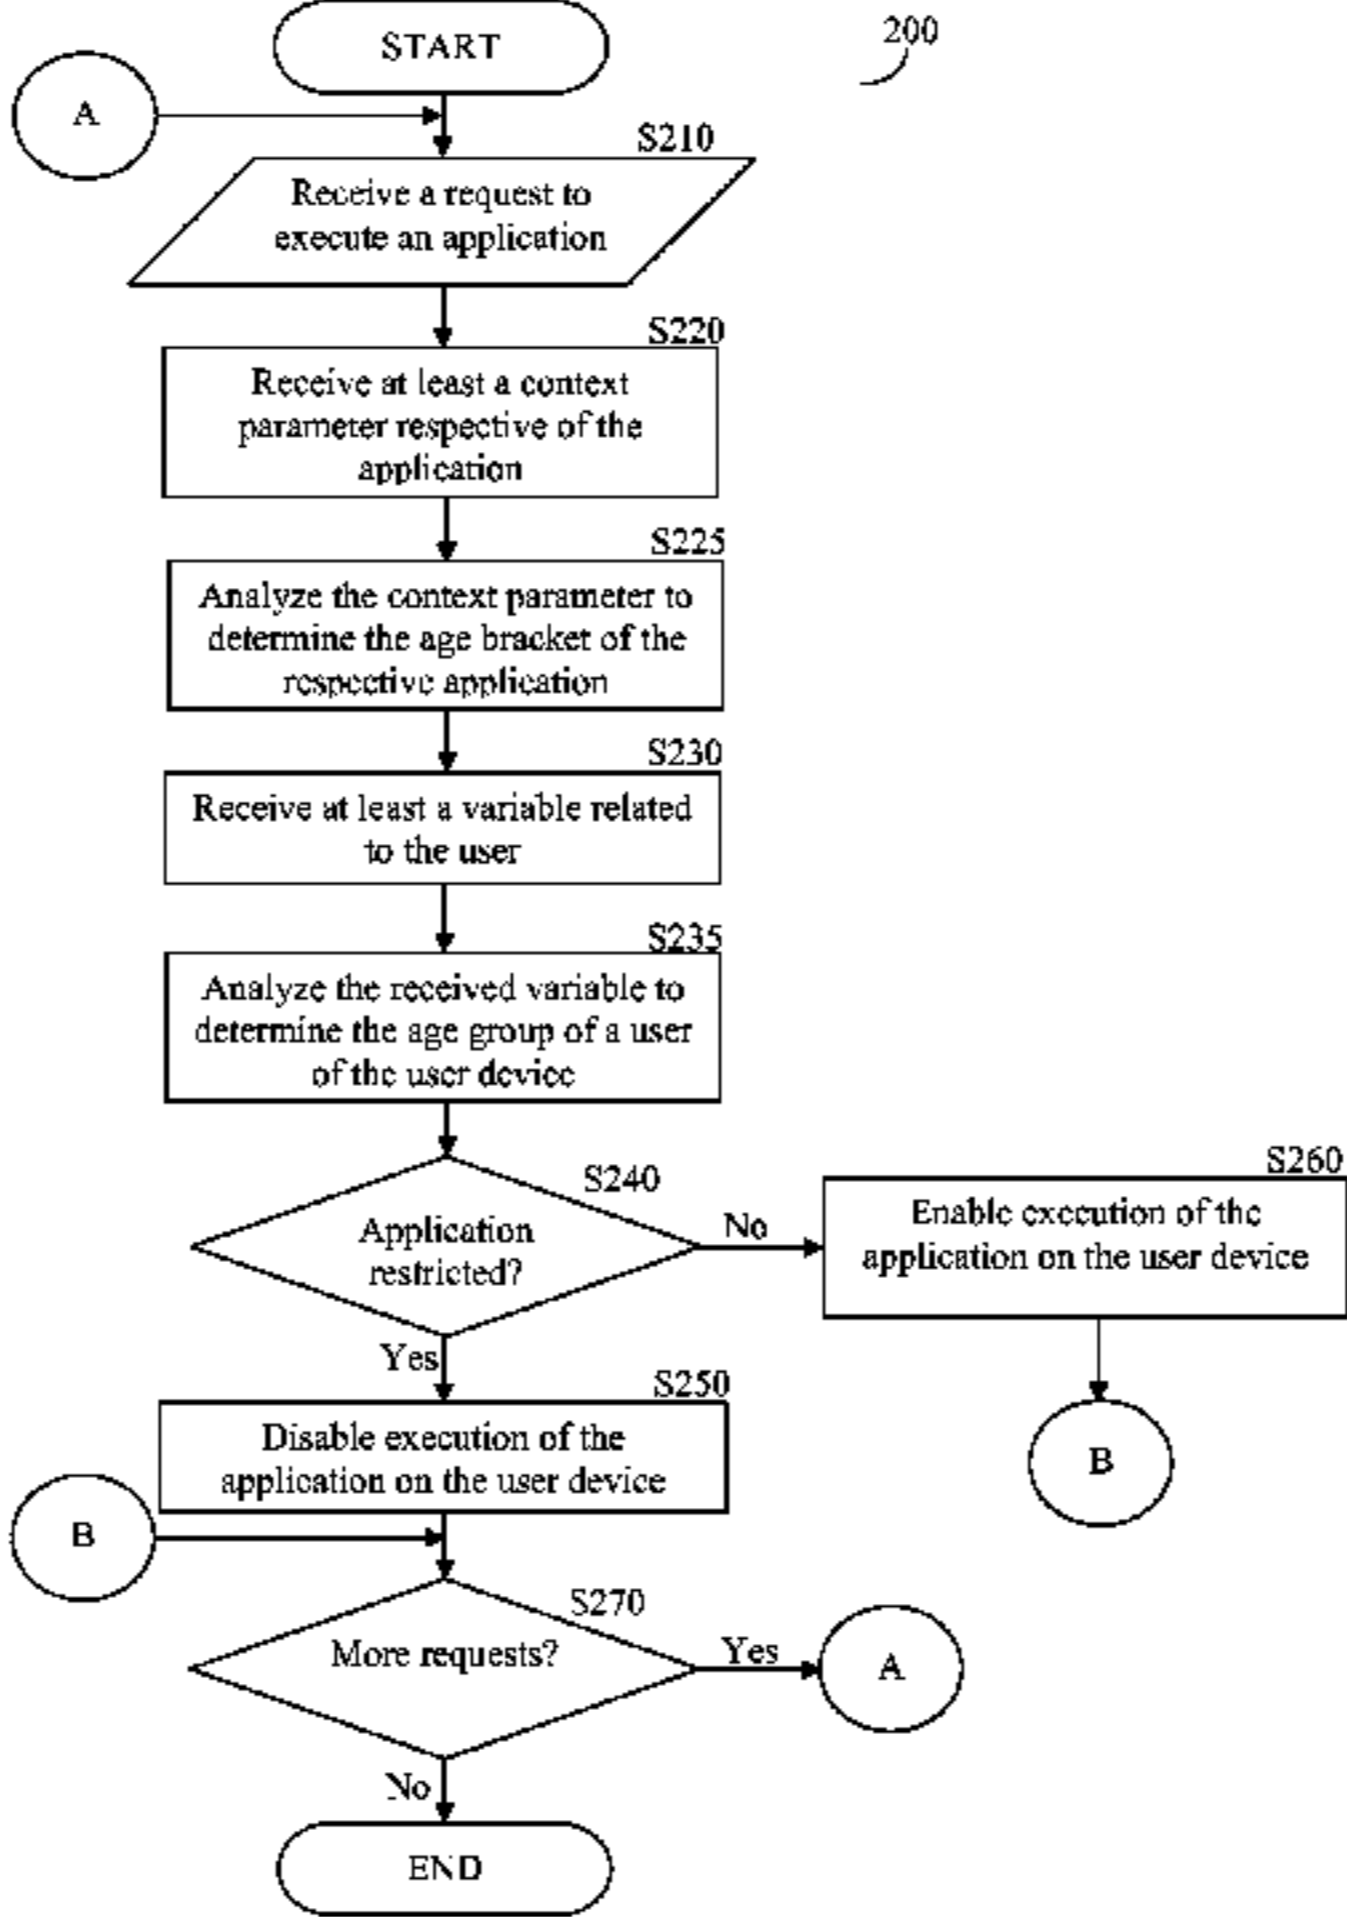 START
200
A
S210
Receive a request to
execute an application
S220
Receive at least a context
parameter respective of the
application
S225
Analyze the context parameter to
determine the age bracket of the
respective application
S230
Receive at least a variable related
to the user
S235
Analyze the received variable to
determine the age group of a user
of the user device
S240
Application
restricted?
No
S260
Enable execution of the
application on the user device
Yes
S250
Disable execution of the
application on the user device
B
B
S270
More requests?
Yes
A
No
END